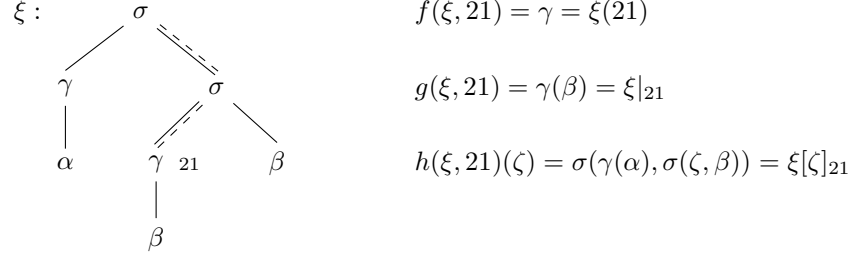 ξ : σ f(ξ, 21) = γ = ξ(21)
γ σ g(ξ, 21) = γ(β) = ξ|₂₁
α γ 21 β h(ξ, 21)(ζ) = σ(γ(α), σ(ζ, β)) = ξ[ζ]₂₁
β